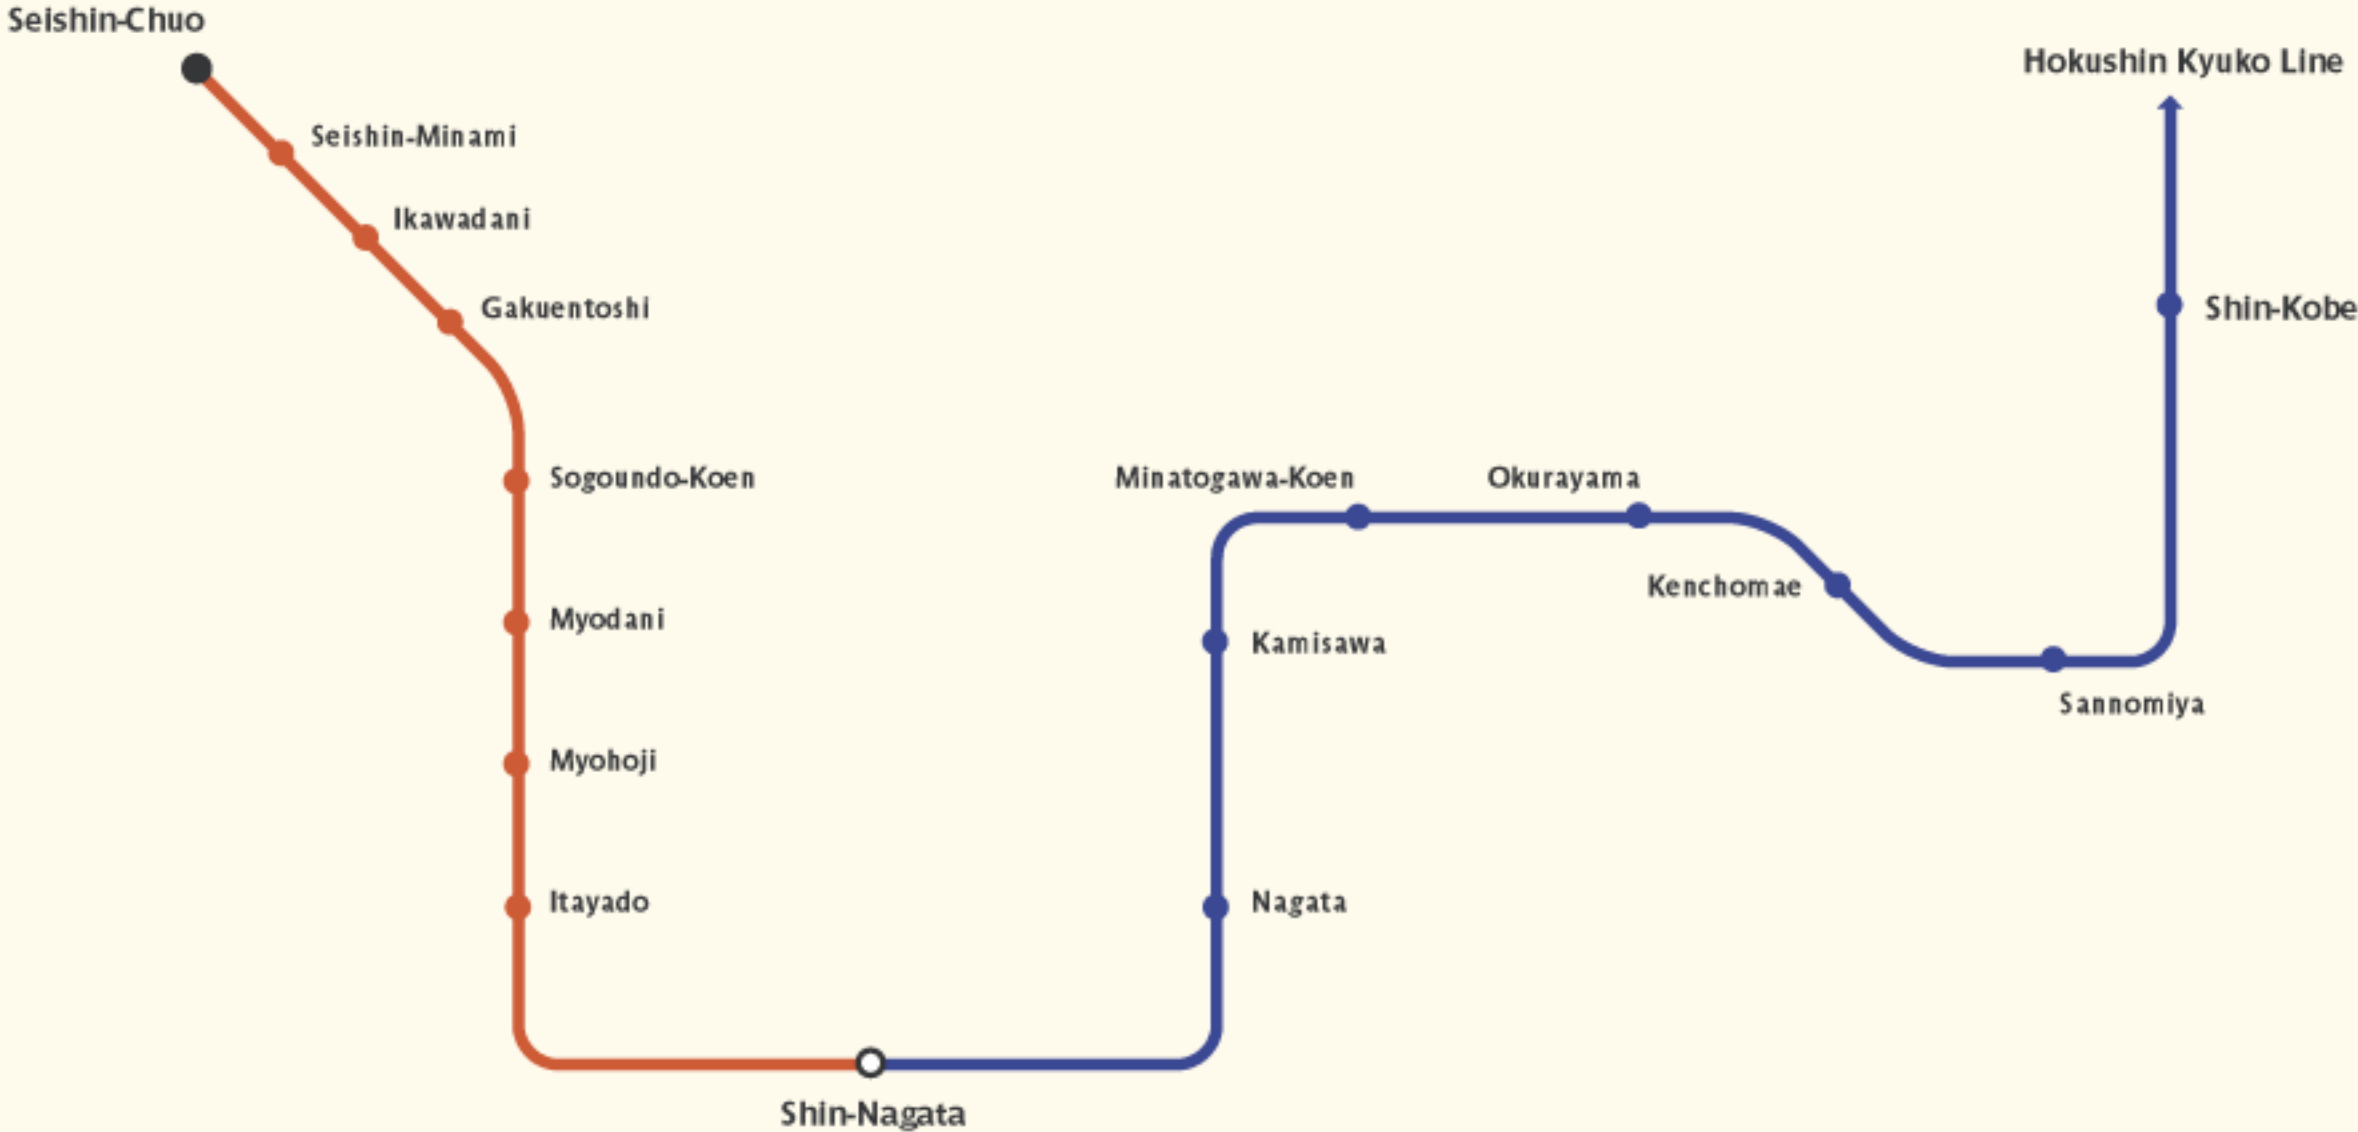 Seishin-Chuo
Hokushin Kyuko Line
Seishin-Minami
Ikawadani
Gakuentoshi
Shin-Kobe
Sogoundo-Koen
Minatogawa-Koen
Okurayama
Kenchomae
Myodani
Kamisawa
Sannomiya
Myohoji
Itayado
Nagata
Shin-Nagata